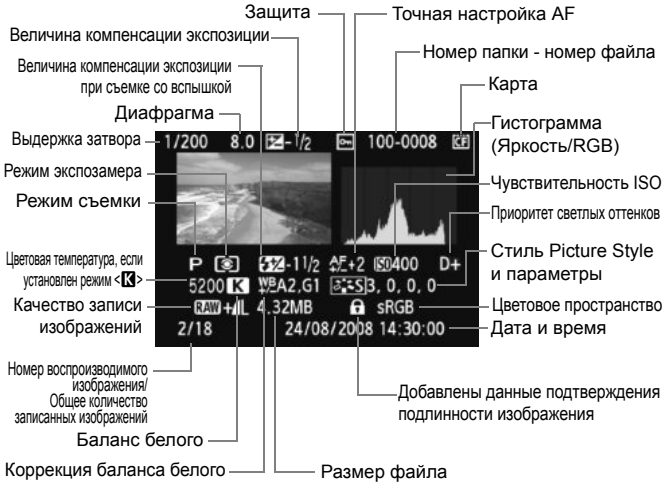 Защита
Точная настройка AF
Величина компенсации экспозиции
Номер папки - номер файла
Величина компенсации экспозиции
при съемке со вспышкой
Карта
Диафрагма
Гистограмма
(Яркость/RGB)
Выдержка затвора
1/200 8.0 -1/2 100-0008 CF
Режим экспозамера
Чувствительность ISO
Режим съемки
Приоритет светлых оттенков
P -1 1/2 AF+2 ISO400 D+
Стиль Picture Style
и параметры
Цветовая температура, если
установлен режим <K>
5200 K WB A2,G1 S 3, 0, 0, 0
Качество записи
изображений
RAW+L 4.32MB sRGB
Цветовое пространство
2/18 24/08/2008 14:30:00
Дата и время
Номер воспроизводимого
изображения/
Общее количество
записанных изображений
Добавлены данные подтверждения
подлинности изображения
Баланс белого
Коррекция баланса белого
Размер файла